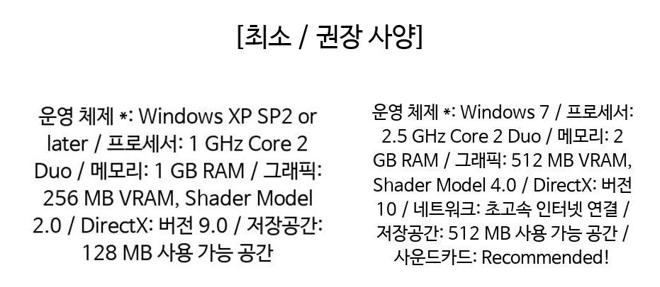 [최소 / 권장 사양]
운영 체제 *: Windows XP SP2 or
later / 프로세서: 1 GHz Core 2
Duo / 메모리: 1 GB RAM / 그래픽:
256 MB VRAM, Shader Model
2.0 / DirectX: 버전 9.0 / 저장공간:
128 MB 사용 가능 공간
운영 체제 *: Windows 7 / 프로세서:
2.5 GHz Core 2 Duo / 메모리: 2
GB RAM / 그래픽: 512 MB VRAM,
Shader Model 4.0 / DirectX: 버전
10 / 네트워크: 초고속 인터넷 연결 /
저장공간: 512 MB 사용 가능 공간 /
사운드카드: Recommended!